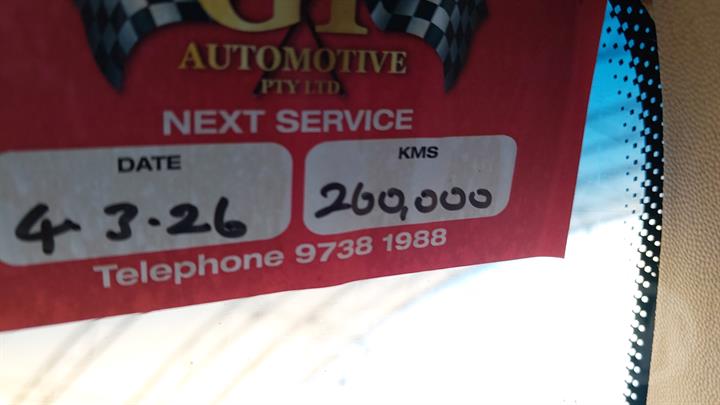 AUTOMOTIVE
PTY LTD
NEXT SERVICE
DATE
KMS
4.3.26
260,000
Telephone 9738 1988